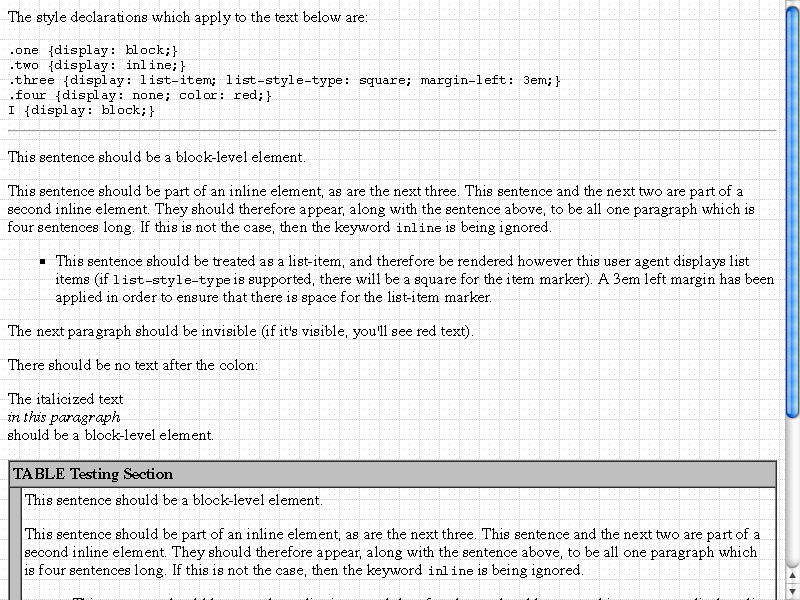 The style declarations which apply to the text below are:
.one {display: block;}
.two {display: inline;}
.three {display: list-item; list-style-type: square; margin-left: 3em;}
.four {display: none; color: red;}
I {display: block;}
This sentence should be a block-level element.
This sentence should be part of an inline element, as are the next three. This sentence and the next two are part of a
second inline element. They should therefore appear, along with the sentence above, to be all one paragraph which is
four sentences long. If this is not the case, then the keyword inline is being ignored.
This sentence should be treated as a list-item, and therefore be rendered however this user agent displays list
items (if list-style-type is supported, there will be a square for the item marker). A 3em left margin has been
applied in order to ensure that there is space for the list-item marker.
The next paragraph should be invisible (if it's visible, you'll see red text).
There should be no text after the colon:
The italicized text
in this paragraph
should be a block-level element.
TABLE Testing Section
This sentence should be a block-level element.
This sentence should be part of an inline element, as are the next three. This sentence and the next two are part of a
second inline element. They should therefore appear, along with the sentence above, to be all one paragraph which
is four sentences long. If this is not the case, then the keyword inline is being ignored.